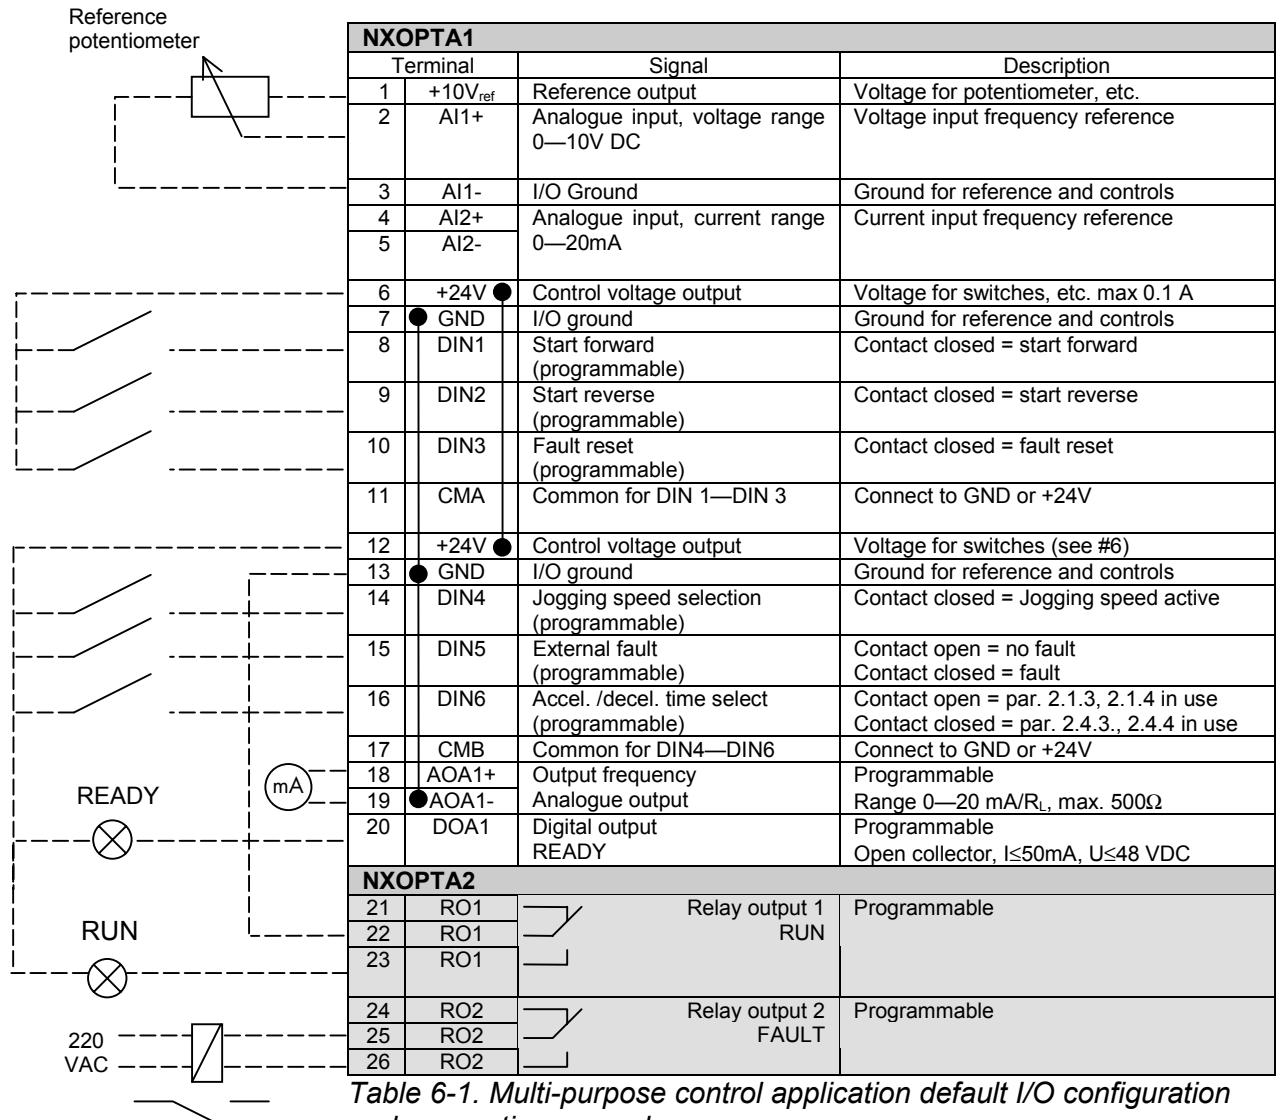 Reference
potentiometer
NXOPTA1
Terminal Signal Description
1 +10Vref Reference output Voltage for potentiometer, etc.
2 AI1+ Analogue input, voltage range Voltage input frequency reference
0—10V DC
3 AI1- I/O Ground Ground for reference and controls
4 AI2+ Analogue input, current range Current input frequency reference
5 AI2- 0—20mA
6 +24V Control voltage output Voltage for switches, etc. max 0.1 A
7 GND I/O ground Ground for reference and controls
8 DIN1 Start forward Contact closed = start forward
(programmable)
9 DIN2 Start reverse Contact closed = start reverse
(programmable)
10 DIN3 Fault reset Contact closed = fault reset
(programmable)
11 CMA Common for DIN 1—DIN 3 Connect to GND or +24V
12 +24V Control voltage output Voltage for switches (see #6)
13 GND I/O ground Ground for reference and controls
14 DIN4 Jogging speed selection Contact closed = Jogging speed active
(programmable)
15 DIN5 External fault Contact open = no fault
(programmable) Contact closed = fault
16 DIN6 Accel. /decel. time select Contact open = par. 2.1.3, 2.1.4 in use
(programmable) Contact closed = par. 2.4.3., 2.4.4 in use
17 CMB Common for DIN4—DIN6 Connect to GND or +24V
18 AOA1+ Output frequency Programmable
mA
READY
19 AOA1- Analogue output Range 0—20 mA/RL, max. 500Ω
20 DOA1 Digital output Programmable
READY Open collector, I≤50mA, U≤48 VDC
NXOPTA2
21 RO1 Relay output 1 Programmable
RUN
22 RO1 RUN
23 RO1
24 RO2 Relay output 2 Programmable
220
VAC
25 RO2 FAULT
26 RO2
Table 6-1. Multi-purpose control application default I/O configuration